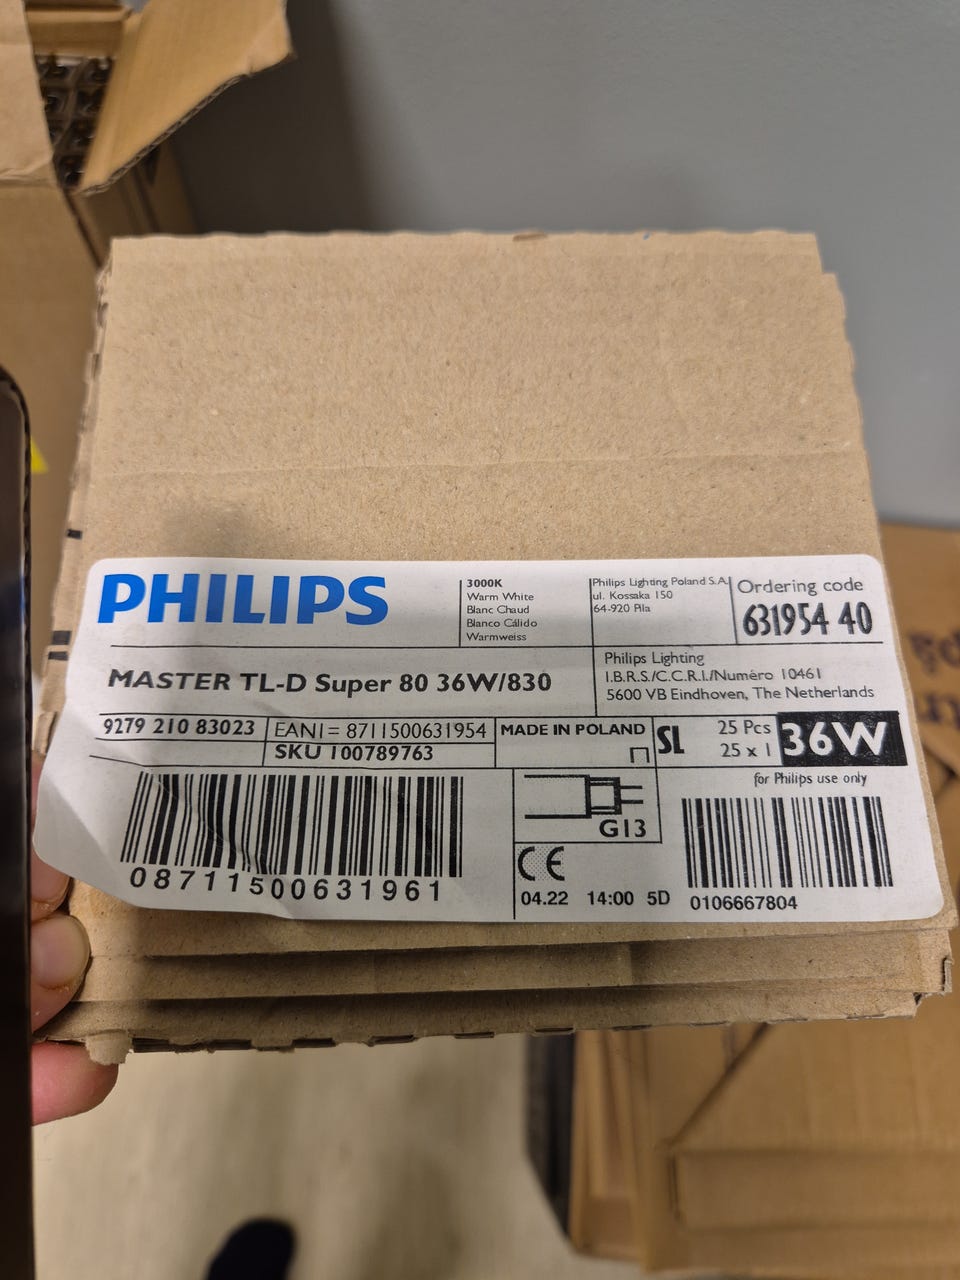 PHILIPS
3000K
Warm White
Blanc Chaud
Blanco Cálido
Warmweiss
Philips Lighting Poland S.A.
ul. Kossaka 150
64-920 Pila
Ordering code
631954 40
MASTER TL-D Super 80 36W/830
Philips Lighting
I.B.R.S./C.C.R.I./Numéro 10461
5600 VB Eindhoven, The Netherlands
9279 210 83023
EAN1= 8711500631954
SKU 100789763
MADE IN POLAND
SL
25 Pcs
25 x 1
36W
for Philips use only
G13
CE
08711500631961
04.22 14:00 5D
0106667804